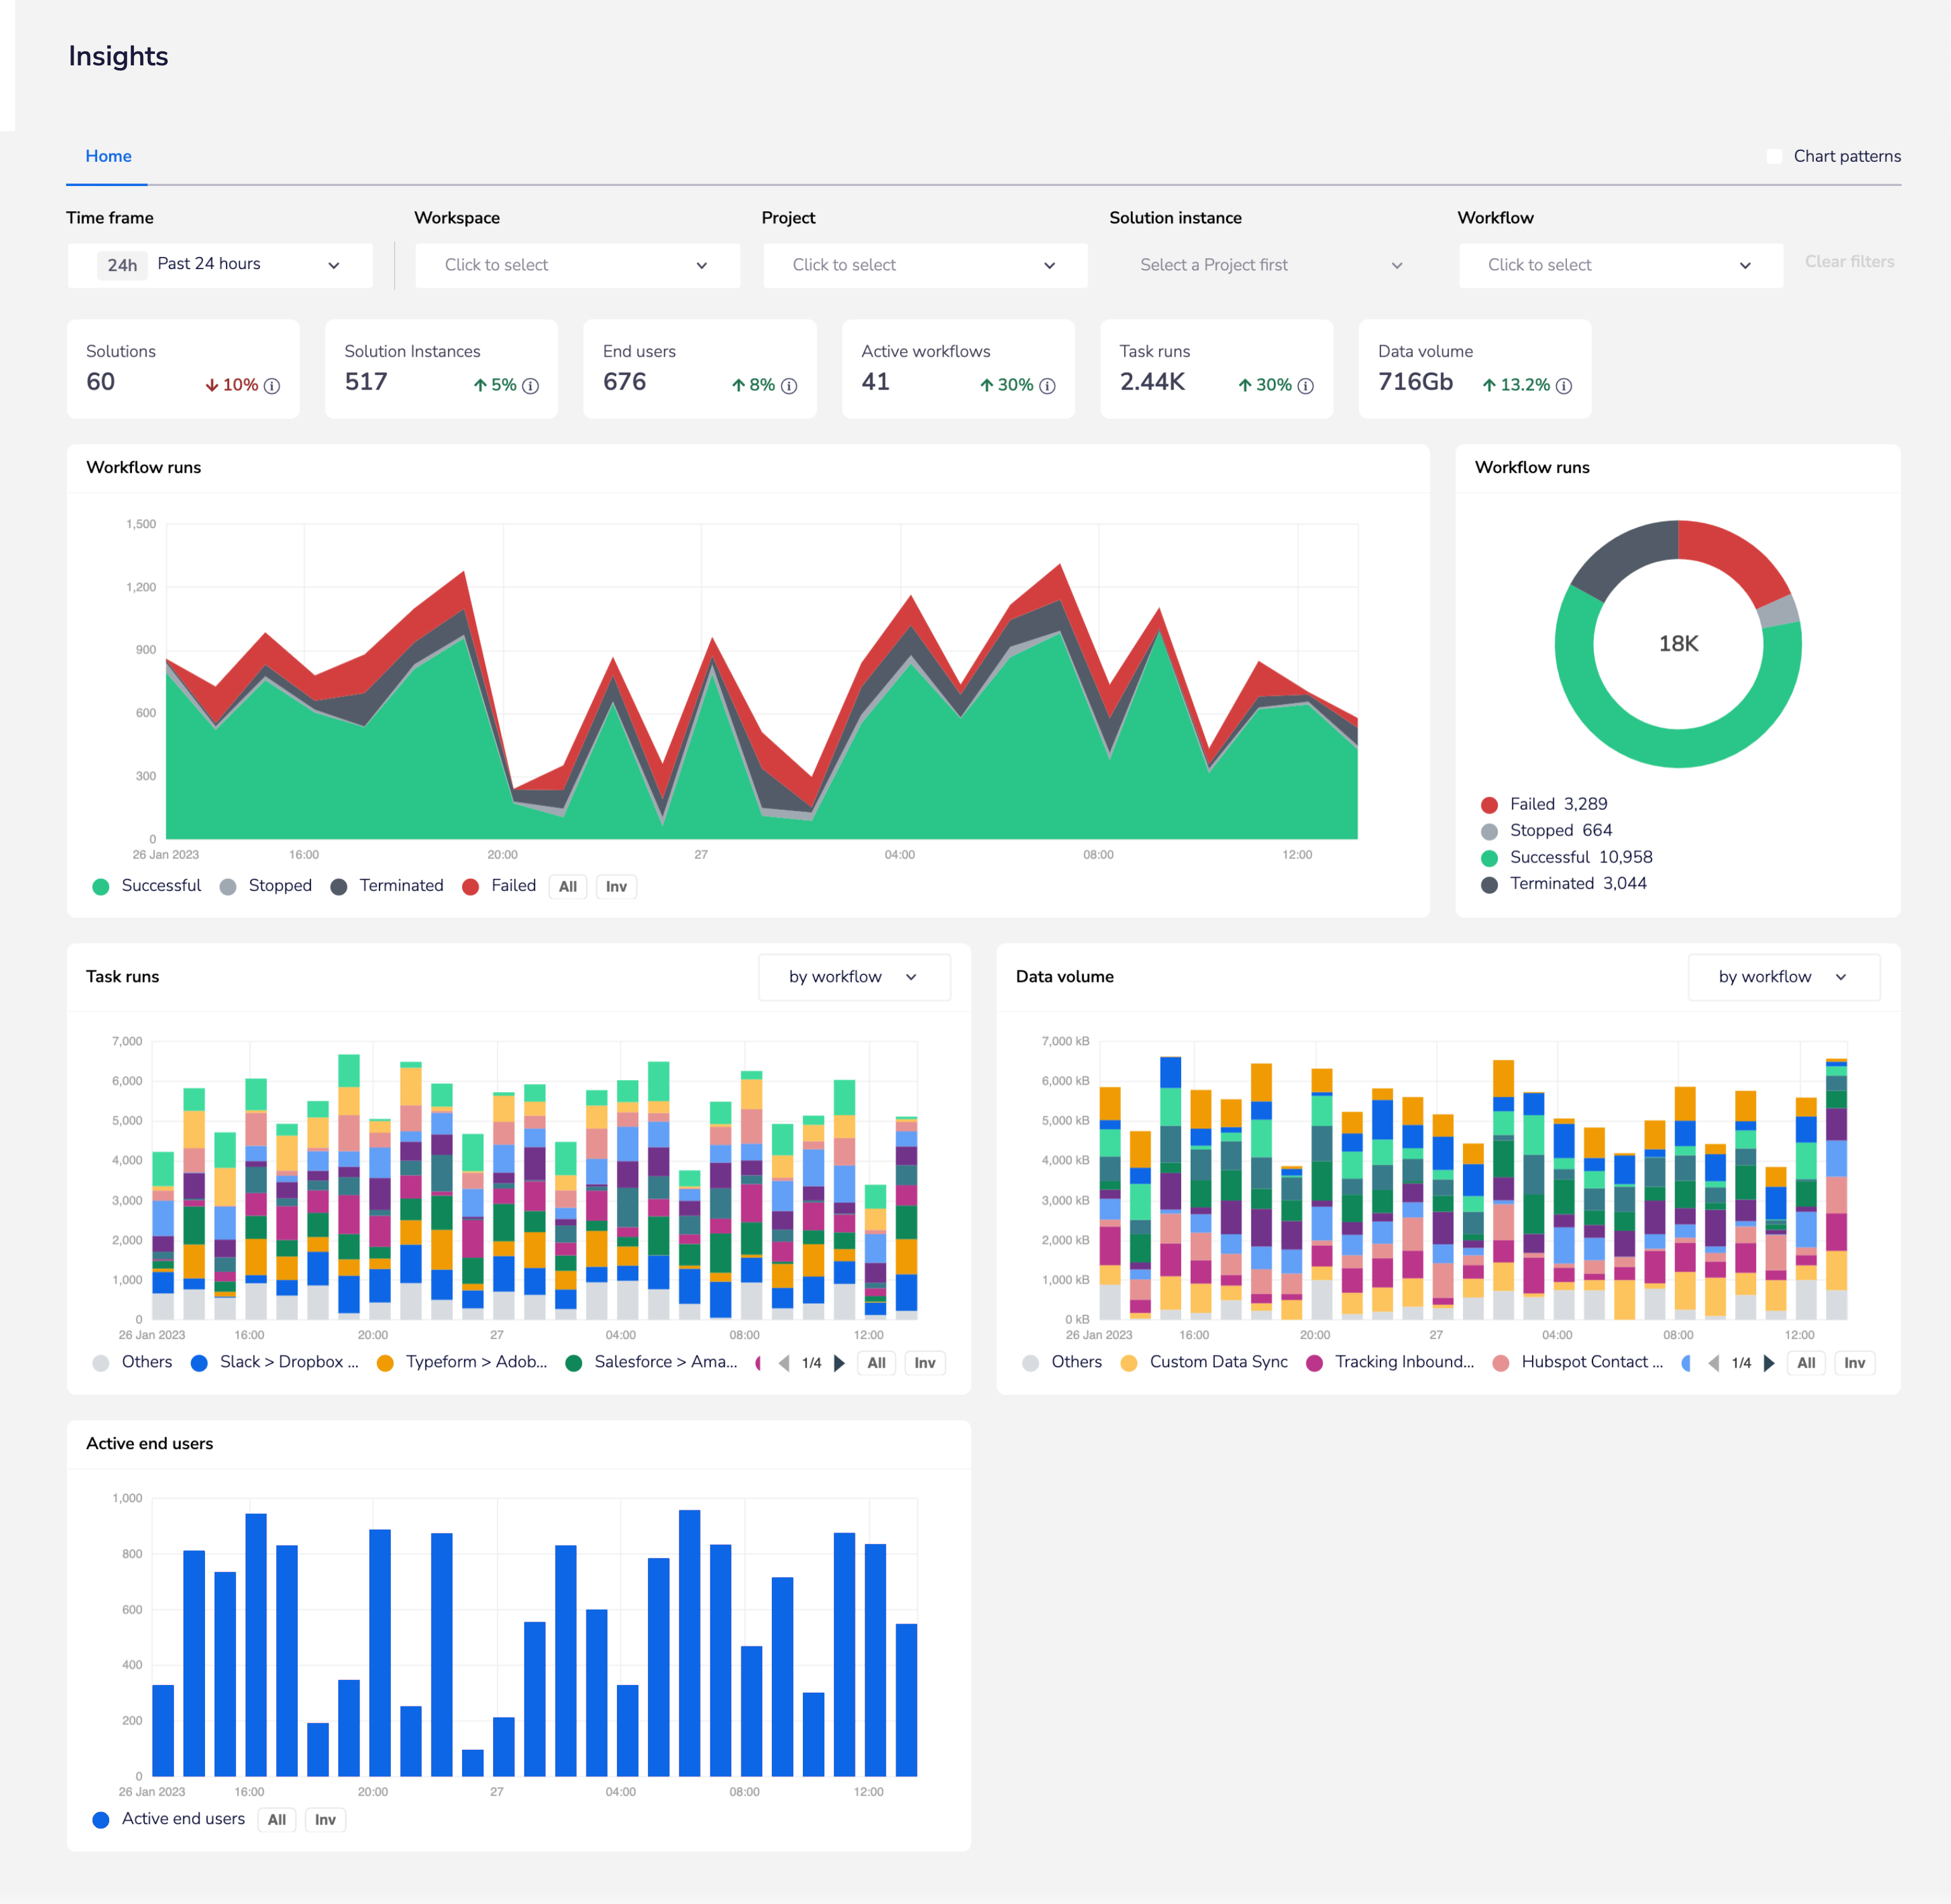 Insights
Home
Chart patterns
Time frame
Workspace
Project
Solution instance
Workflow
24h Past 24 hours
Click to select
Click to select
Select a Project first
Click to select
Clear filters
Solutions
60
10%
Solution Instances
517
5%
End users
676
8%
Active workflows
41
30%
Task runs
2.44K
30%
Data volume
716Gb
13.2%
Workflow runs
1,500
1,200
900
600
300
0
26 Jan 2023 16:00 20:00 27 04:00 08:00 12:00
Successful Stopped Terminated Failed All Inv
Workflow runs
18K
Failed 3,289
Stopped 664
Successful 10,958
Terminated 3,044
Task runs
by workflow
7,000
6,000
5,000
4,000
3,000
2,000
1,000
0
26 Jan 2023 16:00 20:00 27 04:00 08:00 12:00
Others Slack > Dropbox ... Typeform > Adob... Salesforce > Ama... 1/4 All Inv
Data volume
by workflow
7,000 kB
6,000 kB
5,000 kB
4,000 kB
3,000 kB
2,000 kB
1,000 kB
0 kB
26 Jan 2023 16:00 20:00 27 04:00 08:00 12:00
Others Custom Data Sync Tracking Inbound... Hubspot Contact ... 1/4 All Inv
Active end users
1,000
800
600
400
200
0
26 Jan 2023 16:00 20:00 27 04:00 08:00 12:00
Active end users All Inv